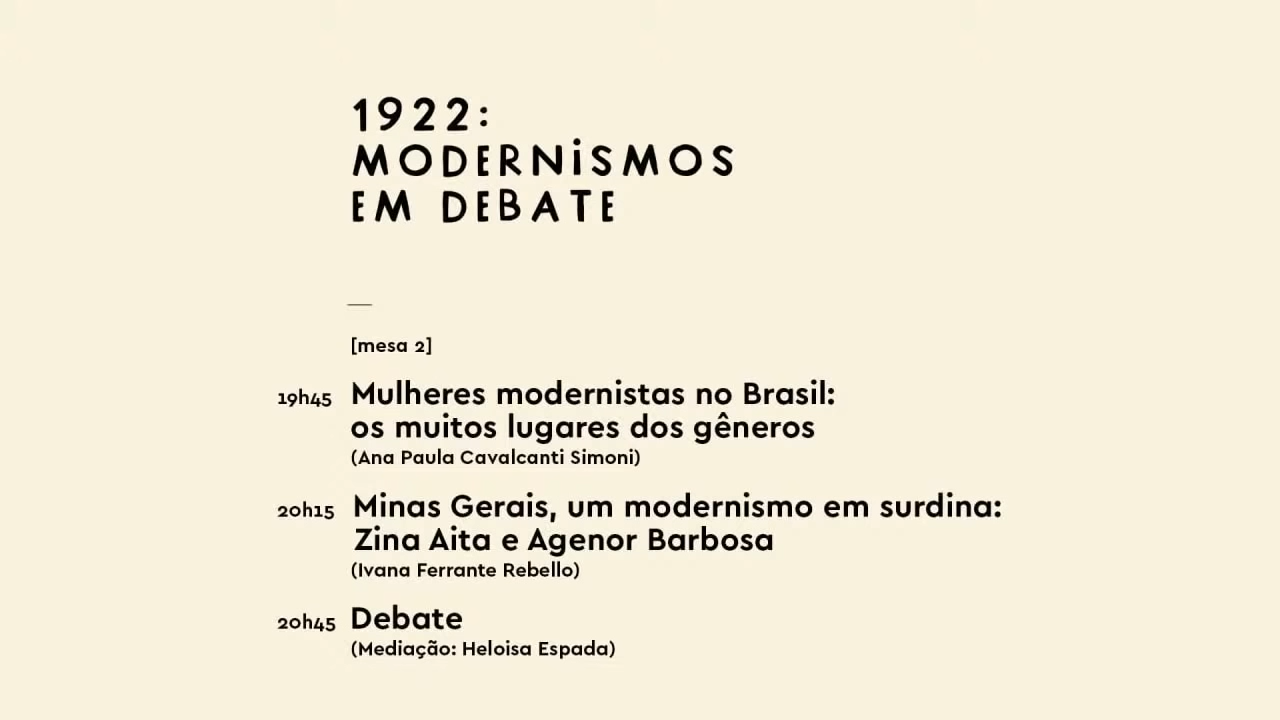 1922:
MODERNiSMOS
EM DEBATE
[mesa 2]
19h45 Mulheres modernistas no Brasil:
os muitos lugares dos gêneros
(Ana Paula Cavalcanti Simoni)
20h15 Minas Gerais, um modernismo em surdina:
Zina Aita e Agenor Barbosa
(Ivana Ferrante Rebello)
20h45 Debate
(Mediação: Heloisa Espada)